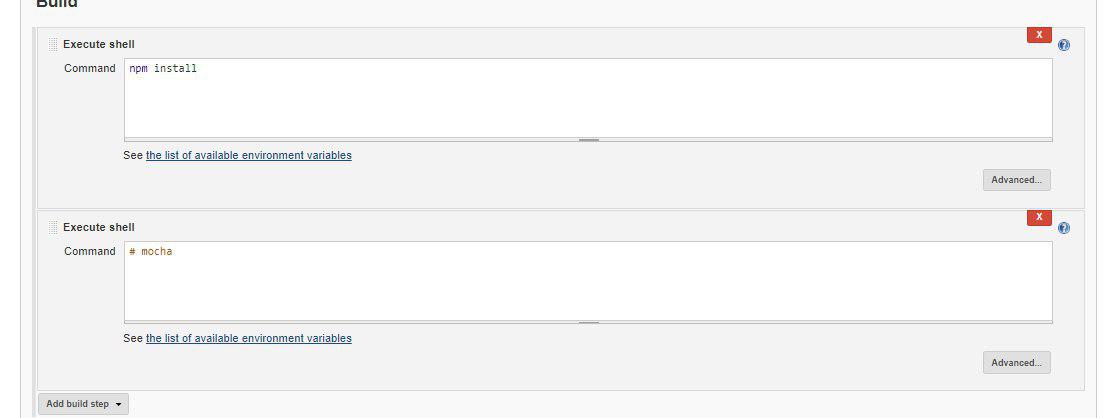 Build
Execute shell
X
Command
npm install
See the list of available environment variables
Advanced...
Execute shell
X
Command
# mocha
See the list of available environment variables
Advanced...
Add build step